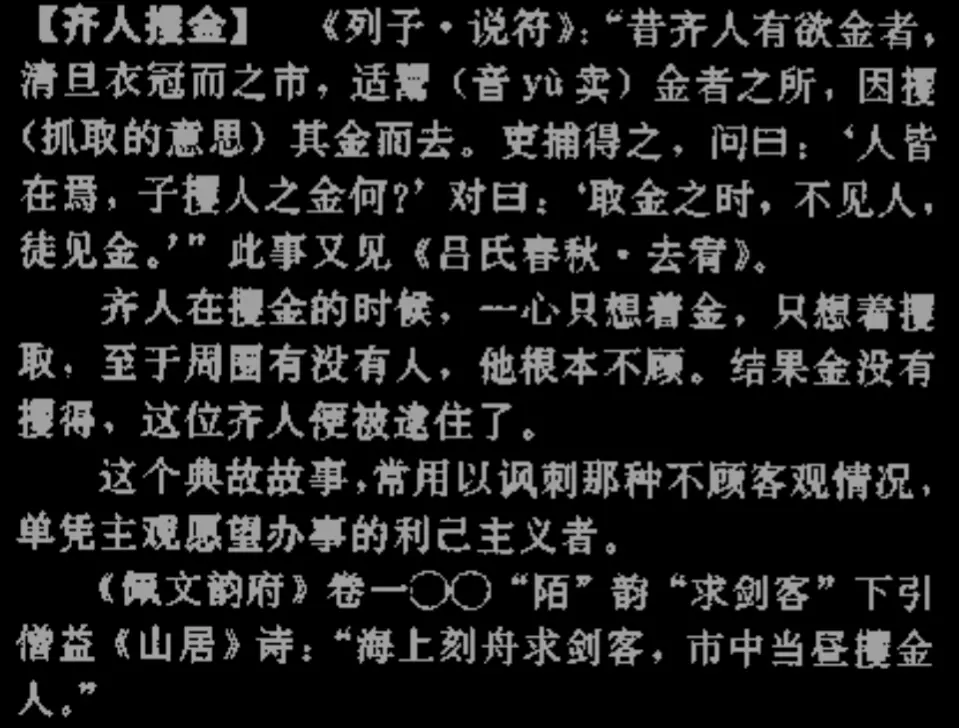 【齐人攫金】 《列子·说符》：“昔齐人有欲金者，
清旦衣冠而之市，适鬻（音yù卖）金者之所，因攫
（抓取的意思）其金而去。吏捕得之，问曰：‘人皆
在焉，子攫人之金何？’对曰：‘取金之时，不见人，
徒见金。’”此事又见《吕氏春秋·去宥》。
齐人在攫金的时候，一心只想着金，只想着攫
取，至于周围有没有人，他根本不顾。结果金没有
攫得，这位齐人便被逮住了。
这个典故故事，常用以讽刺那种不顾客观情况，
单凭主观愿望办事的利己主义者。
《佩文韵府》卷一〇〇“陌”韵“求剑客”下引
僧益《山居》诗：“海上刻舟求剑客，市中当昼攫金
人。”